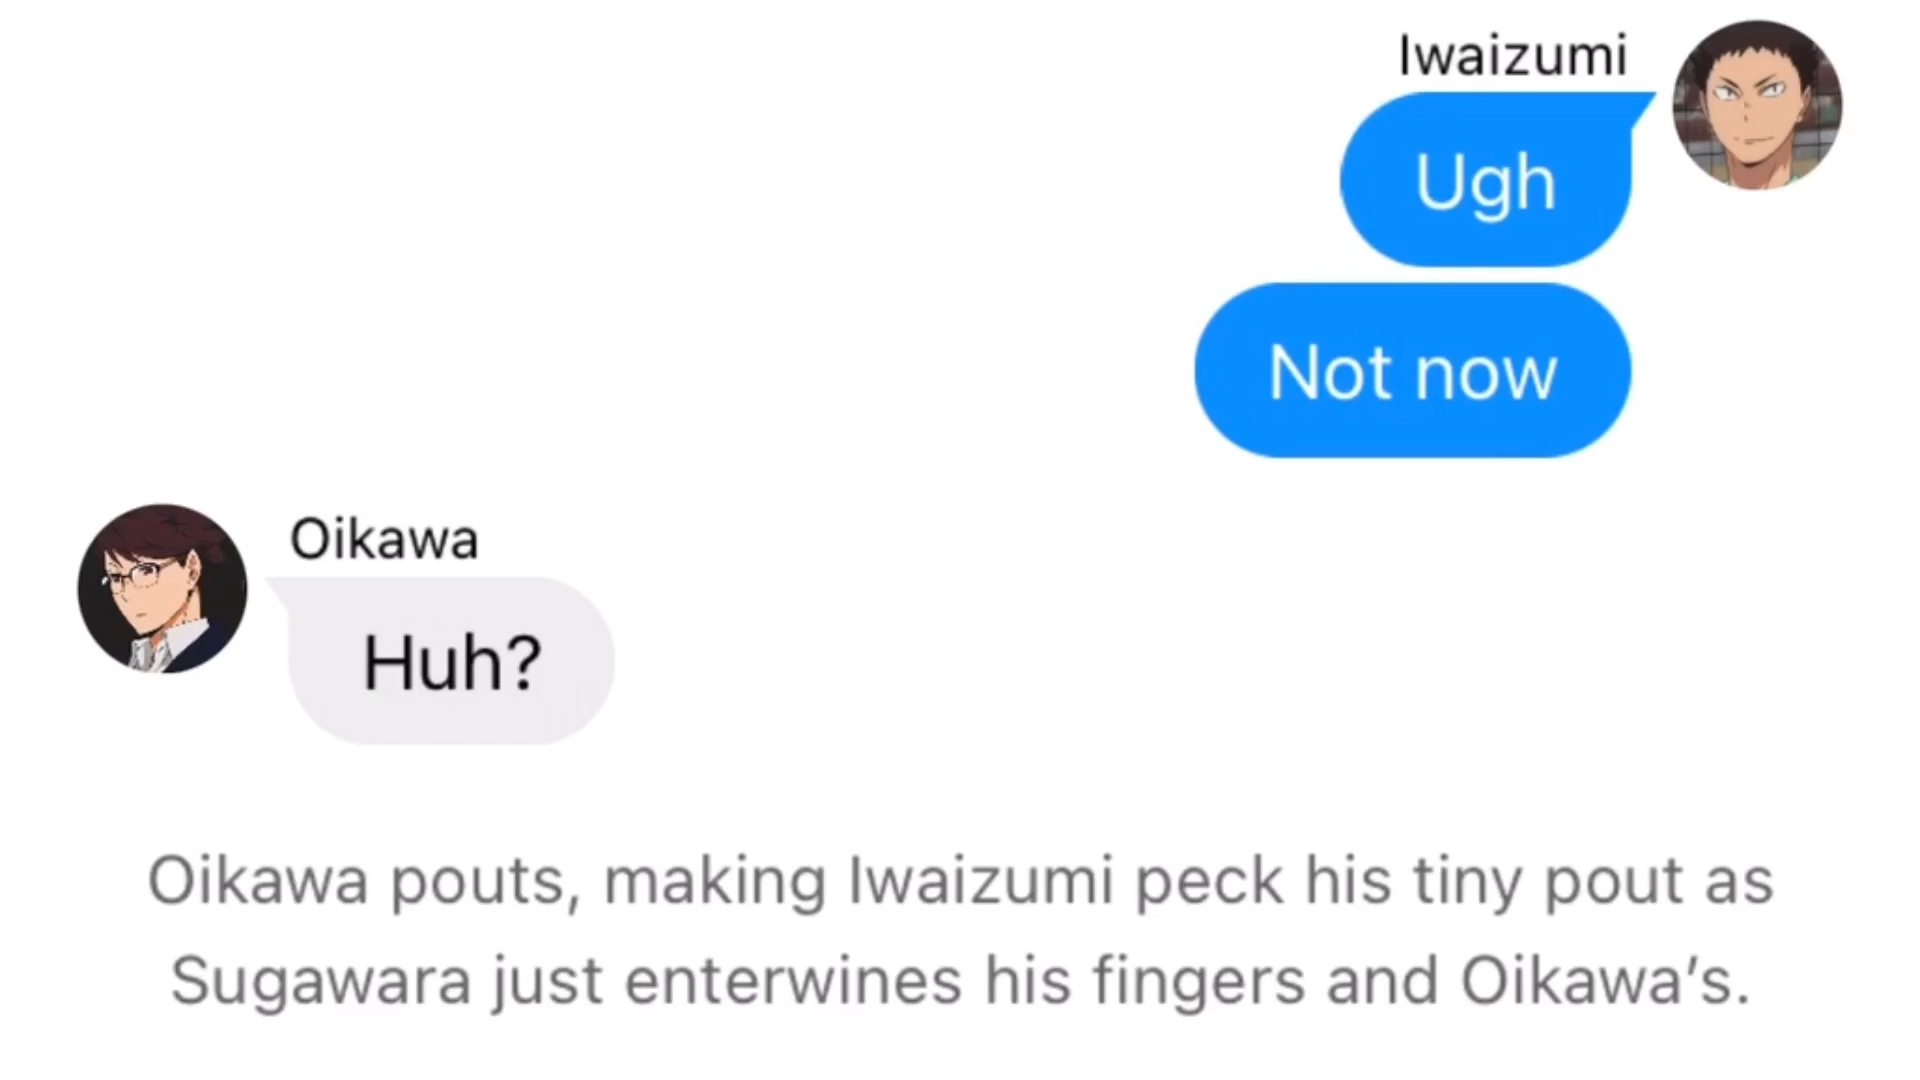 Iwaizumi
Ugh
Not now
Oikawa
Huh?
Oikawa pouts, making Iwaizumi peck his tiny pout as
Sugawara just enterwines his fingers and Oikawa’s.